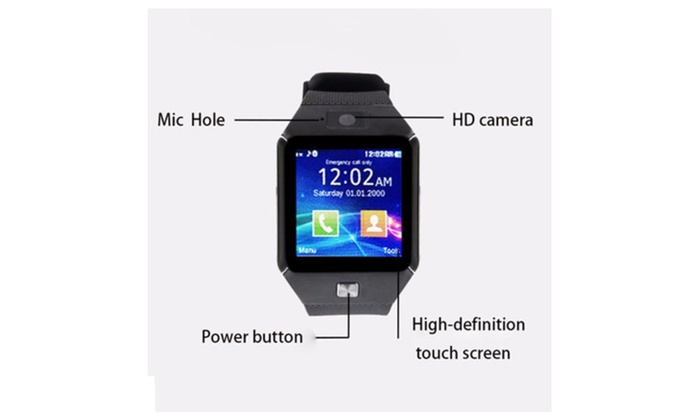 Mic Hole
HD camera
12:02AM
Emergency call only
12:02AM
Saturday 01.01.2000
Menu
Tool
Power button
High-definition
touch screen